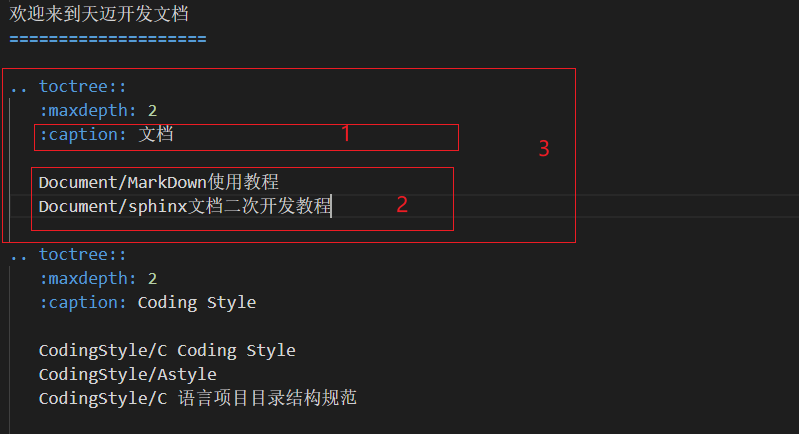 欢迎来到天迈开发文档
====================
.. toctree::
:maxdepth: 2
:caption: 文档 1
3
Document/MarkDown使用教程
Document/sphinx文档二次开发教程 2
.. toctree::
:maxdepth: 2
:caption: Coding Style
CodingStyle/C Coding Style
CodingStyle/Astyle
CodingStyle/C 语言项目目录结构规范